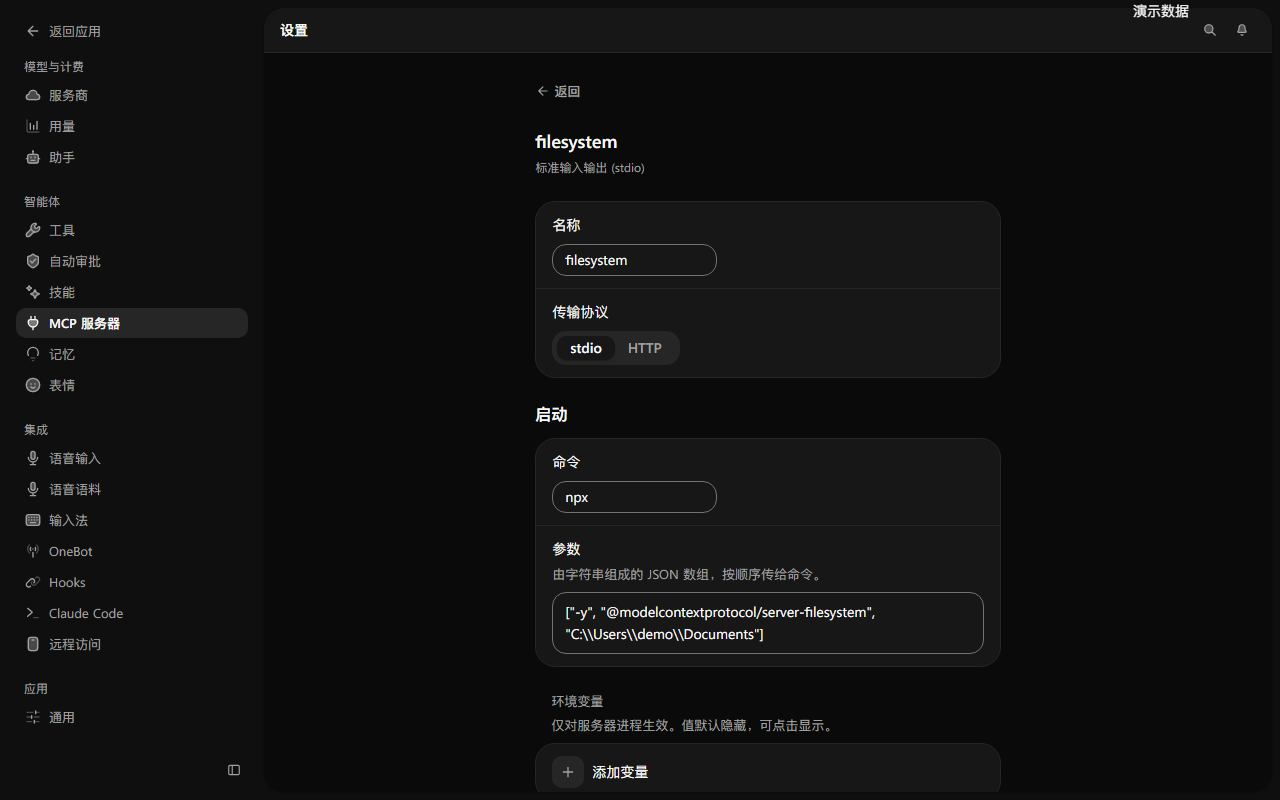 演示数据
返回应用
设置
模型与计费
服务商
用量
助手
智能体
工具
自动审批
技能
MCP 服务器
记忆
表情
集成
语音输入
语音语料
输入法
OneBot
Hooks
Claude Code
远程访问
应用
通用
返回
filesystem
标准输入输出 (stdio)
名称
filesystem
传输协议
stdio HTTP
启动
命令
npx
参数
由字符串组成的 JSON 数组，按顺序传给命令。
["-y", "@modelcontextprotocol/server-filesystem",
"C:\\Users\\demo\\Documents"]
环境变量
仅对服务器进程生效。值默认隐藏，可点击显示。
添加变量